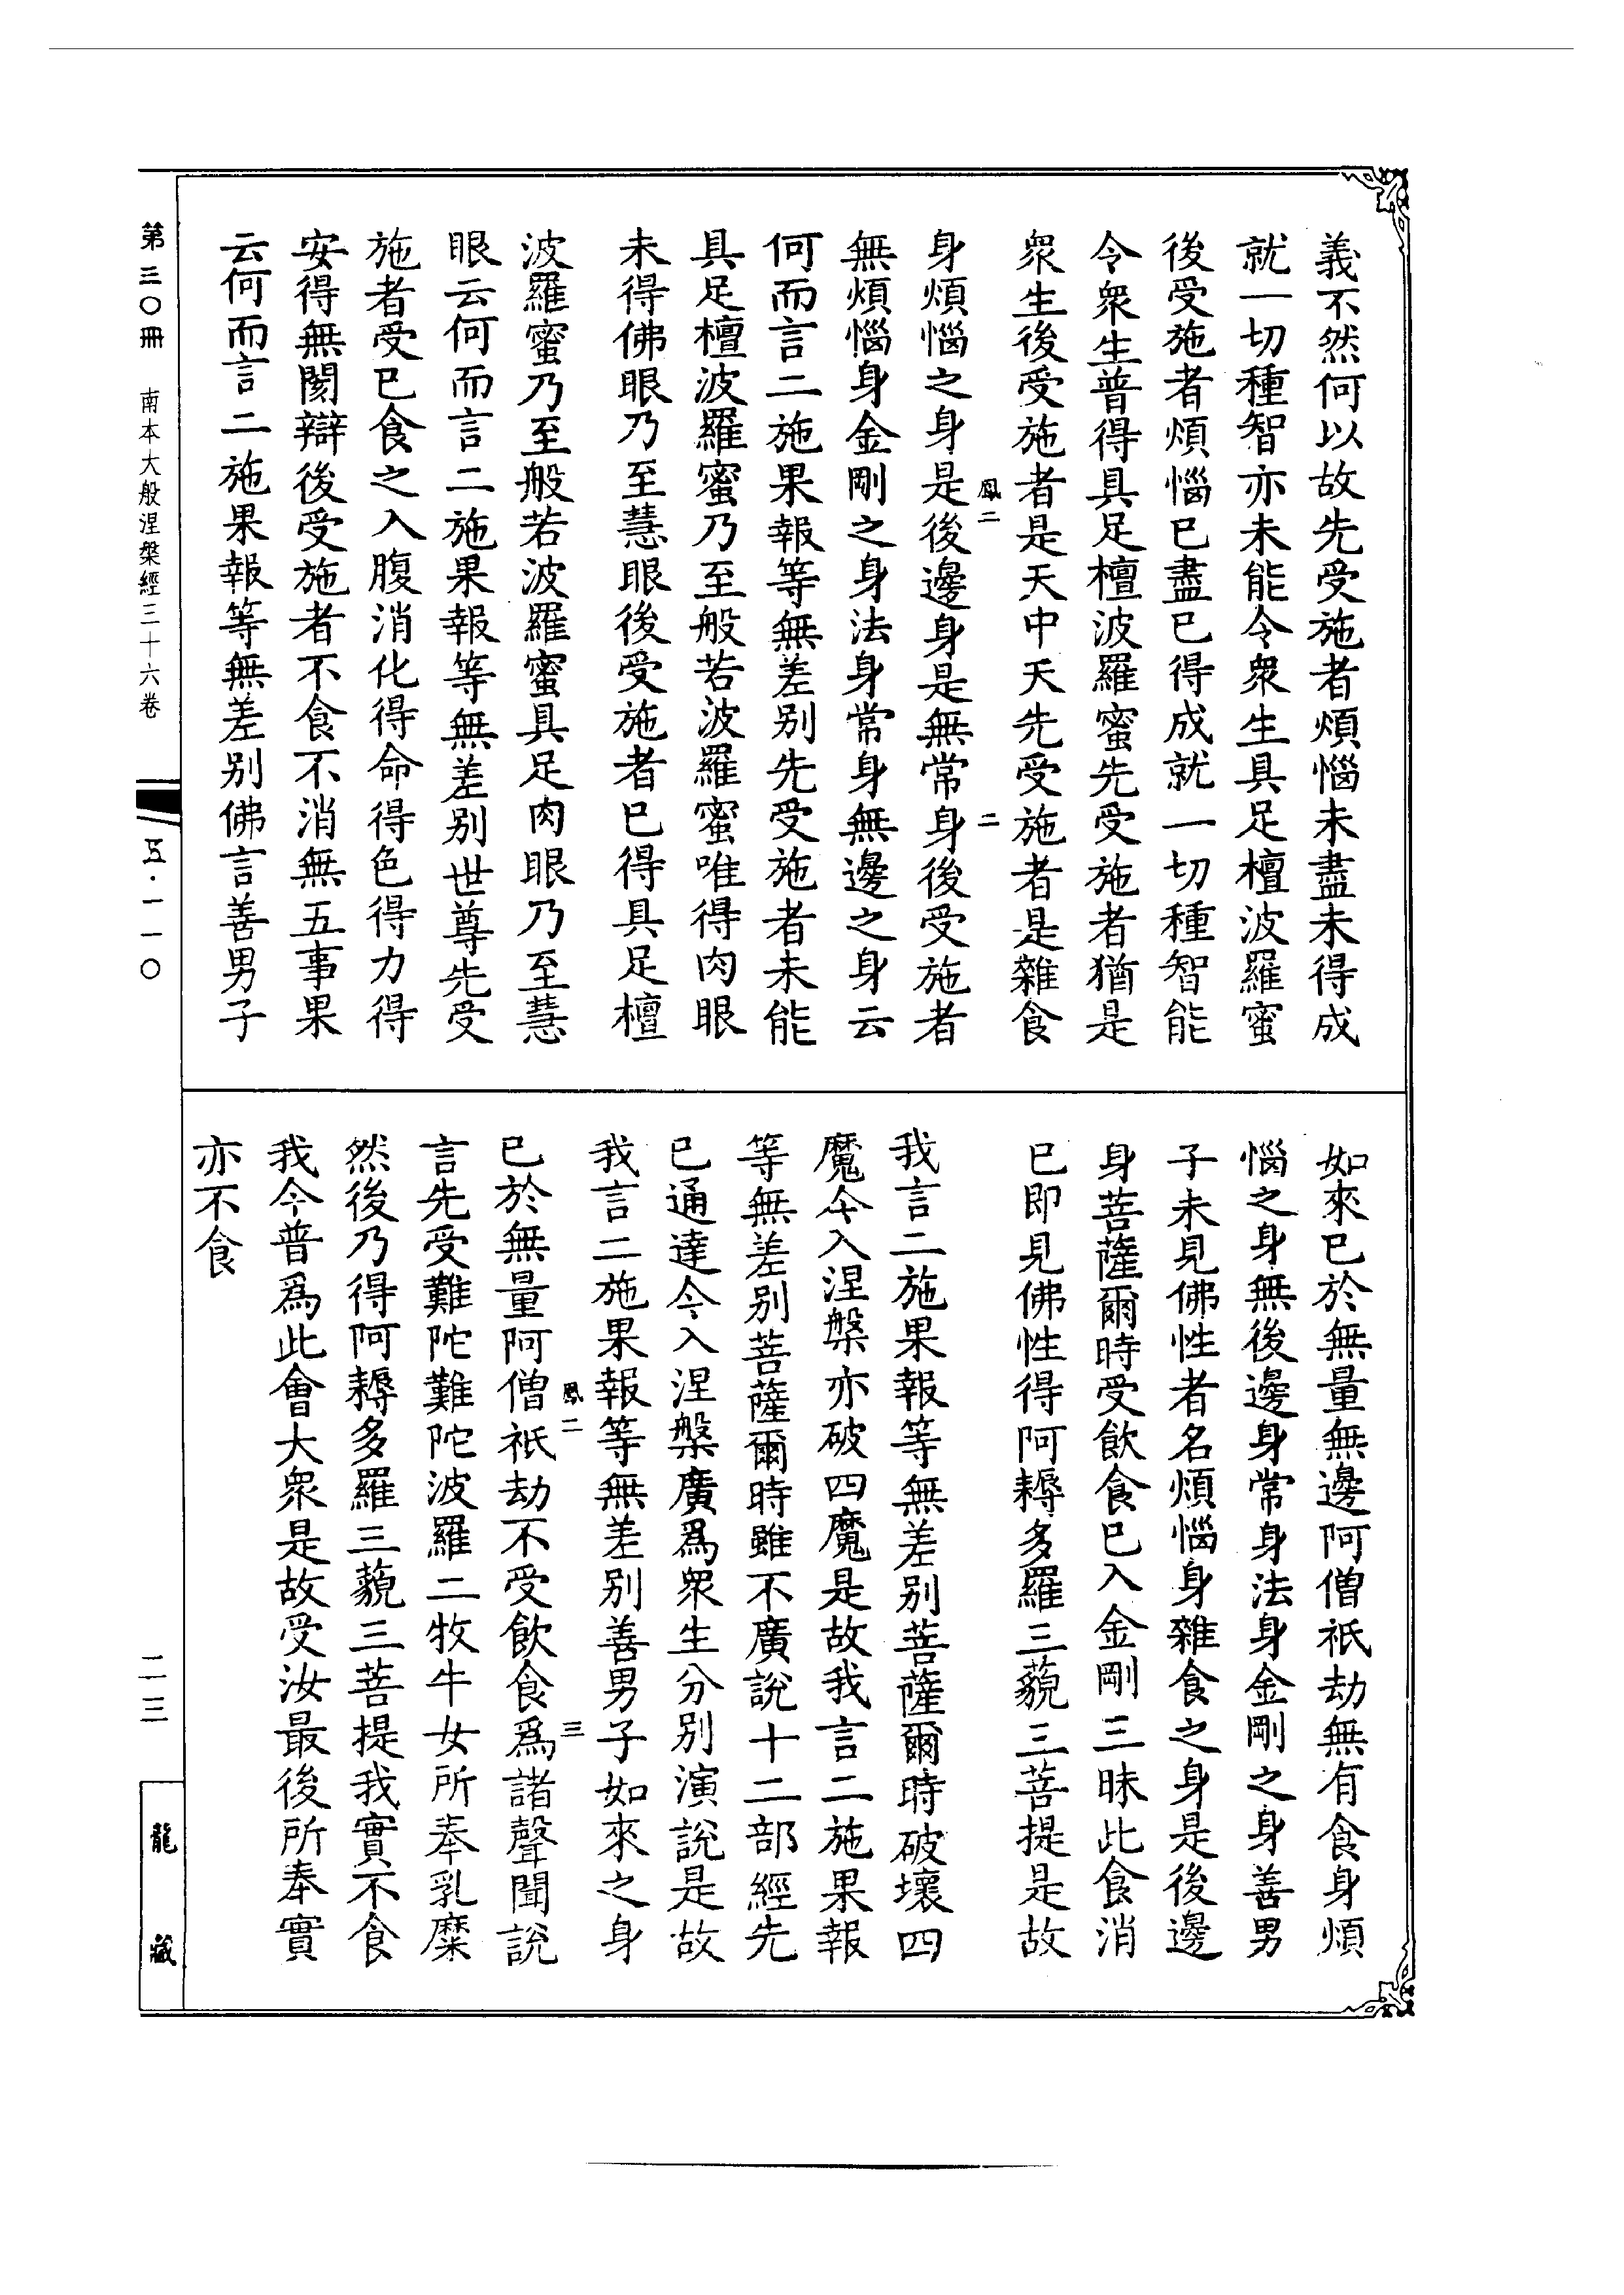 義不然何以故先受施者煩惱未盡未得成
就一切種智亦未能令衆生具足檀波羅蜜
後受施者煩惱已盡已得成就一切種智能
令衆生普得具足檀波羅蜜先受施者猶是
衆生後受施者是天中天先受施者是雜食
鳳二 二
身煩惱之身是後邊身是無常身後受施者
無煩惱身金剛之身法身常身無邊之身云
何而言二施果報等無差別先受施者未能
具足檀波羅蜜乃至般若波羅蜜唯得肉眼
未得佛眼乃至慧眼後受施者已得具足檀
波羅蜜乃至般若波羅蜜具足肉眼乃至慧
眼云何而言二施果報等無差別世尊先受
施者受已食之入腹消化得命得色得力得
安得無閡辯後受施者不食不消無五事果
云何而言二施果報等無差別佛言善男子
如來已於無量無邊阿僧祇劫無有食身煩
惱之身無後邊身常身法身金剛之身善男
子未見佛性者名煩惱身雜食之身是後邊
身菩薩爾時受飲食已入金剛三昧此食消
已即見佛性得阿耨多羅三藐三菩提是故
我言二施果報等無差別菩薩爾時破壞四
魔今入涅槃亦破四魔是故我言二施果報
等無差別菩薩爾時雖不廣說十二部經先
已通達今入涅槃廣爲衆生分別演說是故
我言二施果報等無差別善男子如來之身
鳳二 三
已於無量阿僧祇劫不受飲食爲諸聲聞說
言先受難陀難陀波羅二牧牛女所奉乳糜
然後乃得阿耨多羅三藐三菩提我實不食
我今普爲此會大衆是故受汝最後所奉實
亦不食
第三〇冊 南本大般涅槃經三十六卷
五·一一〇
二三
龍藏